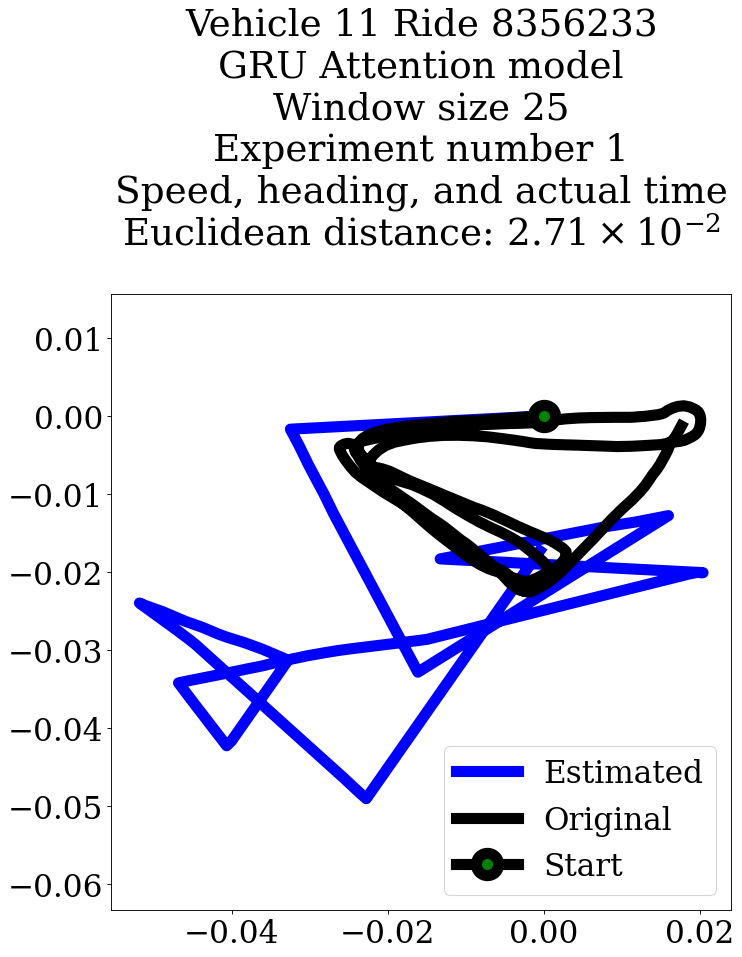 Vehicle 11 Ride 8356233
GRU Attention model
Window size 25
Experiment number 1
Speed, heading, and actual time
Euclidean distance: 2.71 × 10⁻²
0.01
0.00
−0.01
−0.02
−0.03
−0.04
−0.05
−0.06
Estimated
Original
Start
−0.04 −0.02 0.00 0.02